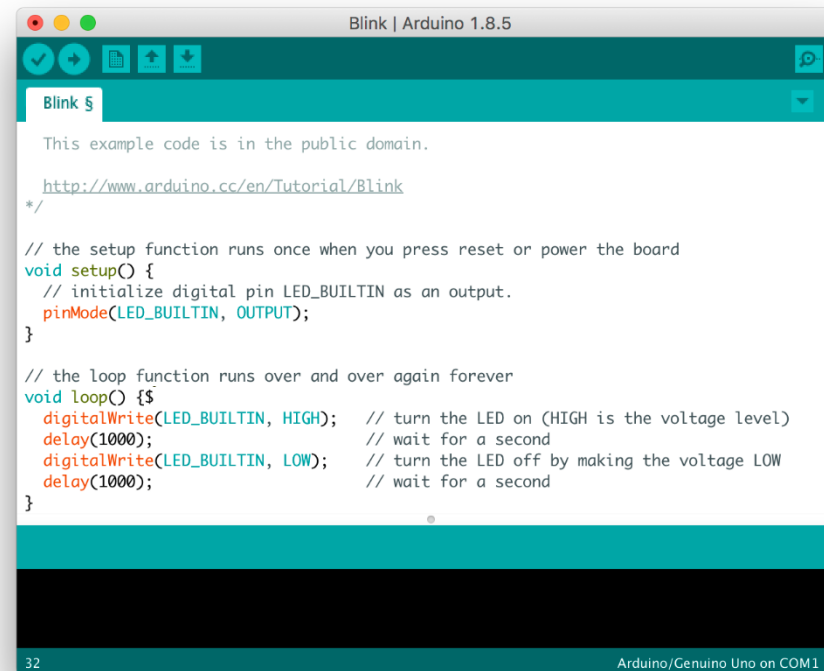 Blink | Arduino 1.8.5
Blink §
This example code is in the public domain.
http://www.arduino.cc/en/Tutorial/Blink
*/
// the setup function runs once when you press reset or power the board
void setup() {
// initialize digital pin LED_BUILTIN as an output.
pinMode(LED_BUILTIN, OUTPUT);
}
// the loop function runs over and over again forever
void loop() {$
digitalWrite(LED_BUILTIN, HIGH);   // turn the LED on (HIGH is the voltage level)
delay(1000);                       // wait for a second
digitalWrite(LED_BUILTIN, LOW);    // turn the LED off by making the voltage LOW
delay(1000);                       // wait for a second
}
32 Arduino/Genuino Uno on COM1